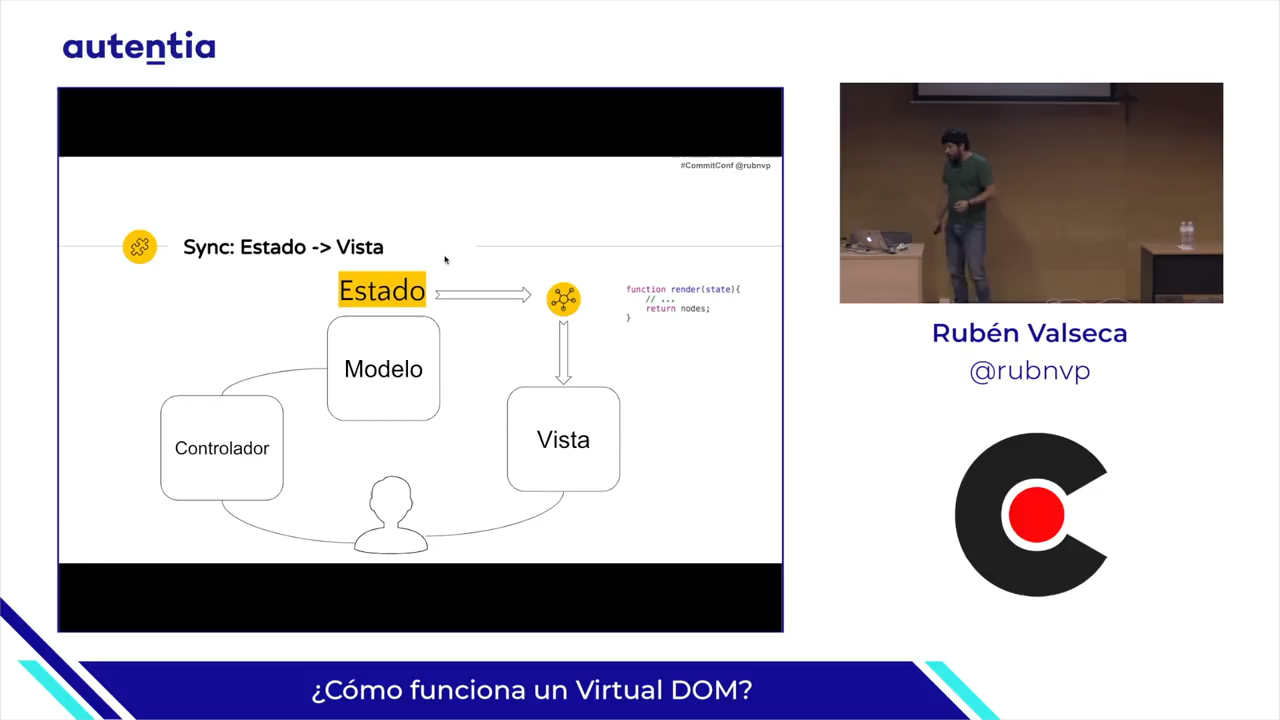 autentia
#CommitConf @rubnvp
Sync: Estado -> Vista
Estado
function render(state){
// ...
return nodes;
}
Modelo
Controlador
Vista
Rubén Valseca
@rubnvp
¿Cómo funciona un Virtual DOM?